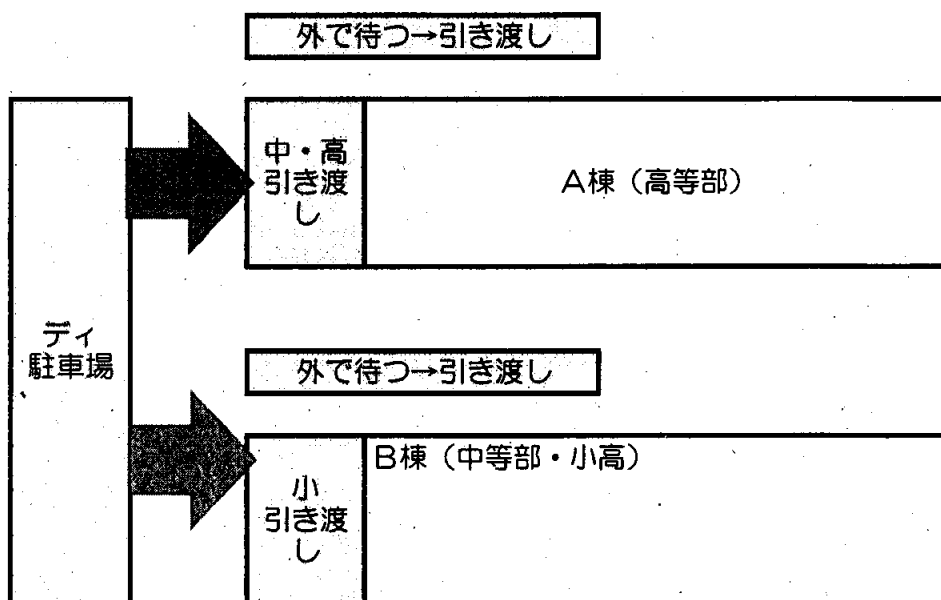 外で待つ→引き渡し
中・高
引き渡
し
A棟（高等部）
ディ
駐車場
外で待つ→引き渡し
B棟（中等部・小高）
小
引き渡
し